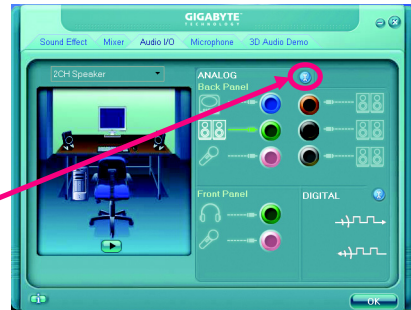 GIGABYTE
TECHNOLOGY
Sound Effect Mixer Audio I/O Microphone 3D Audio Demo
2CH Speaker
ANALOG
Back Panel
Front Panel
DIGITAL
OK